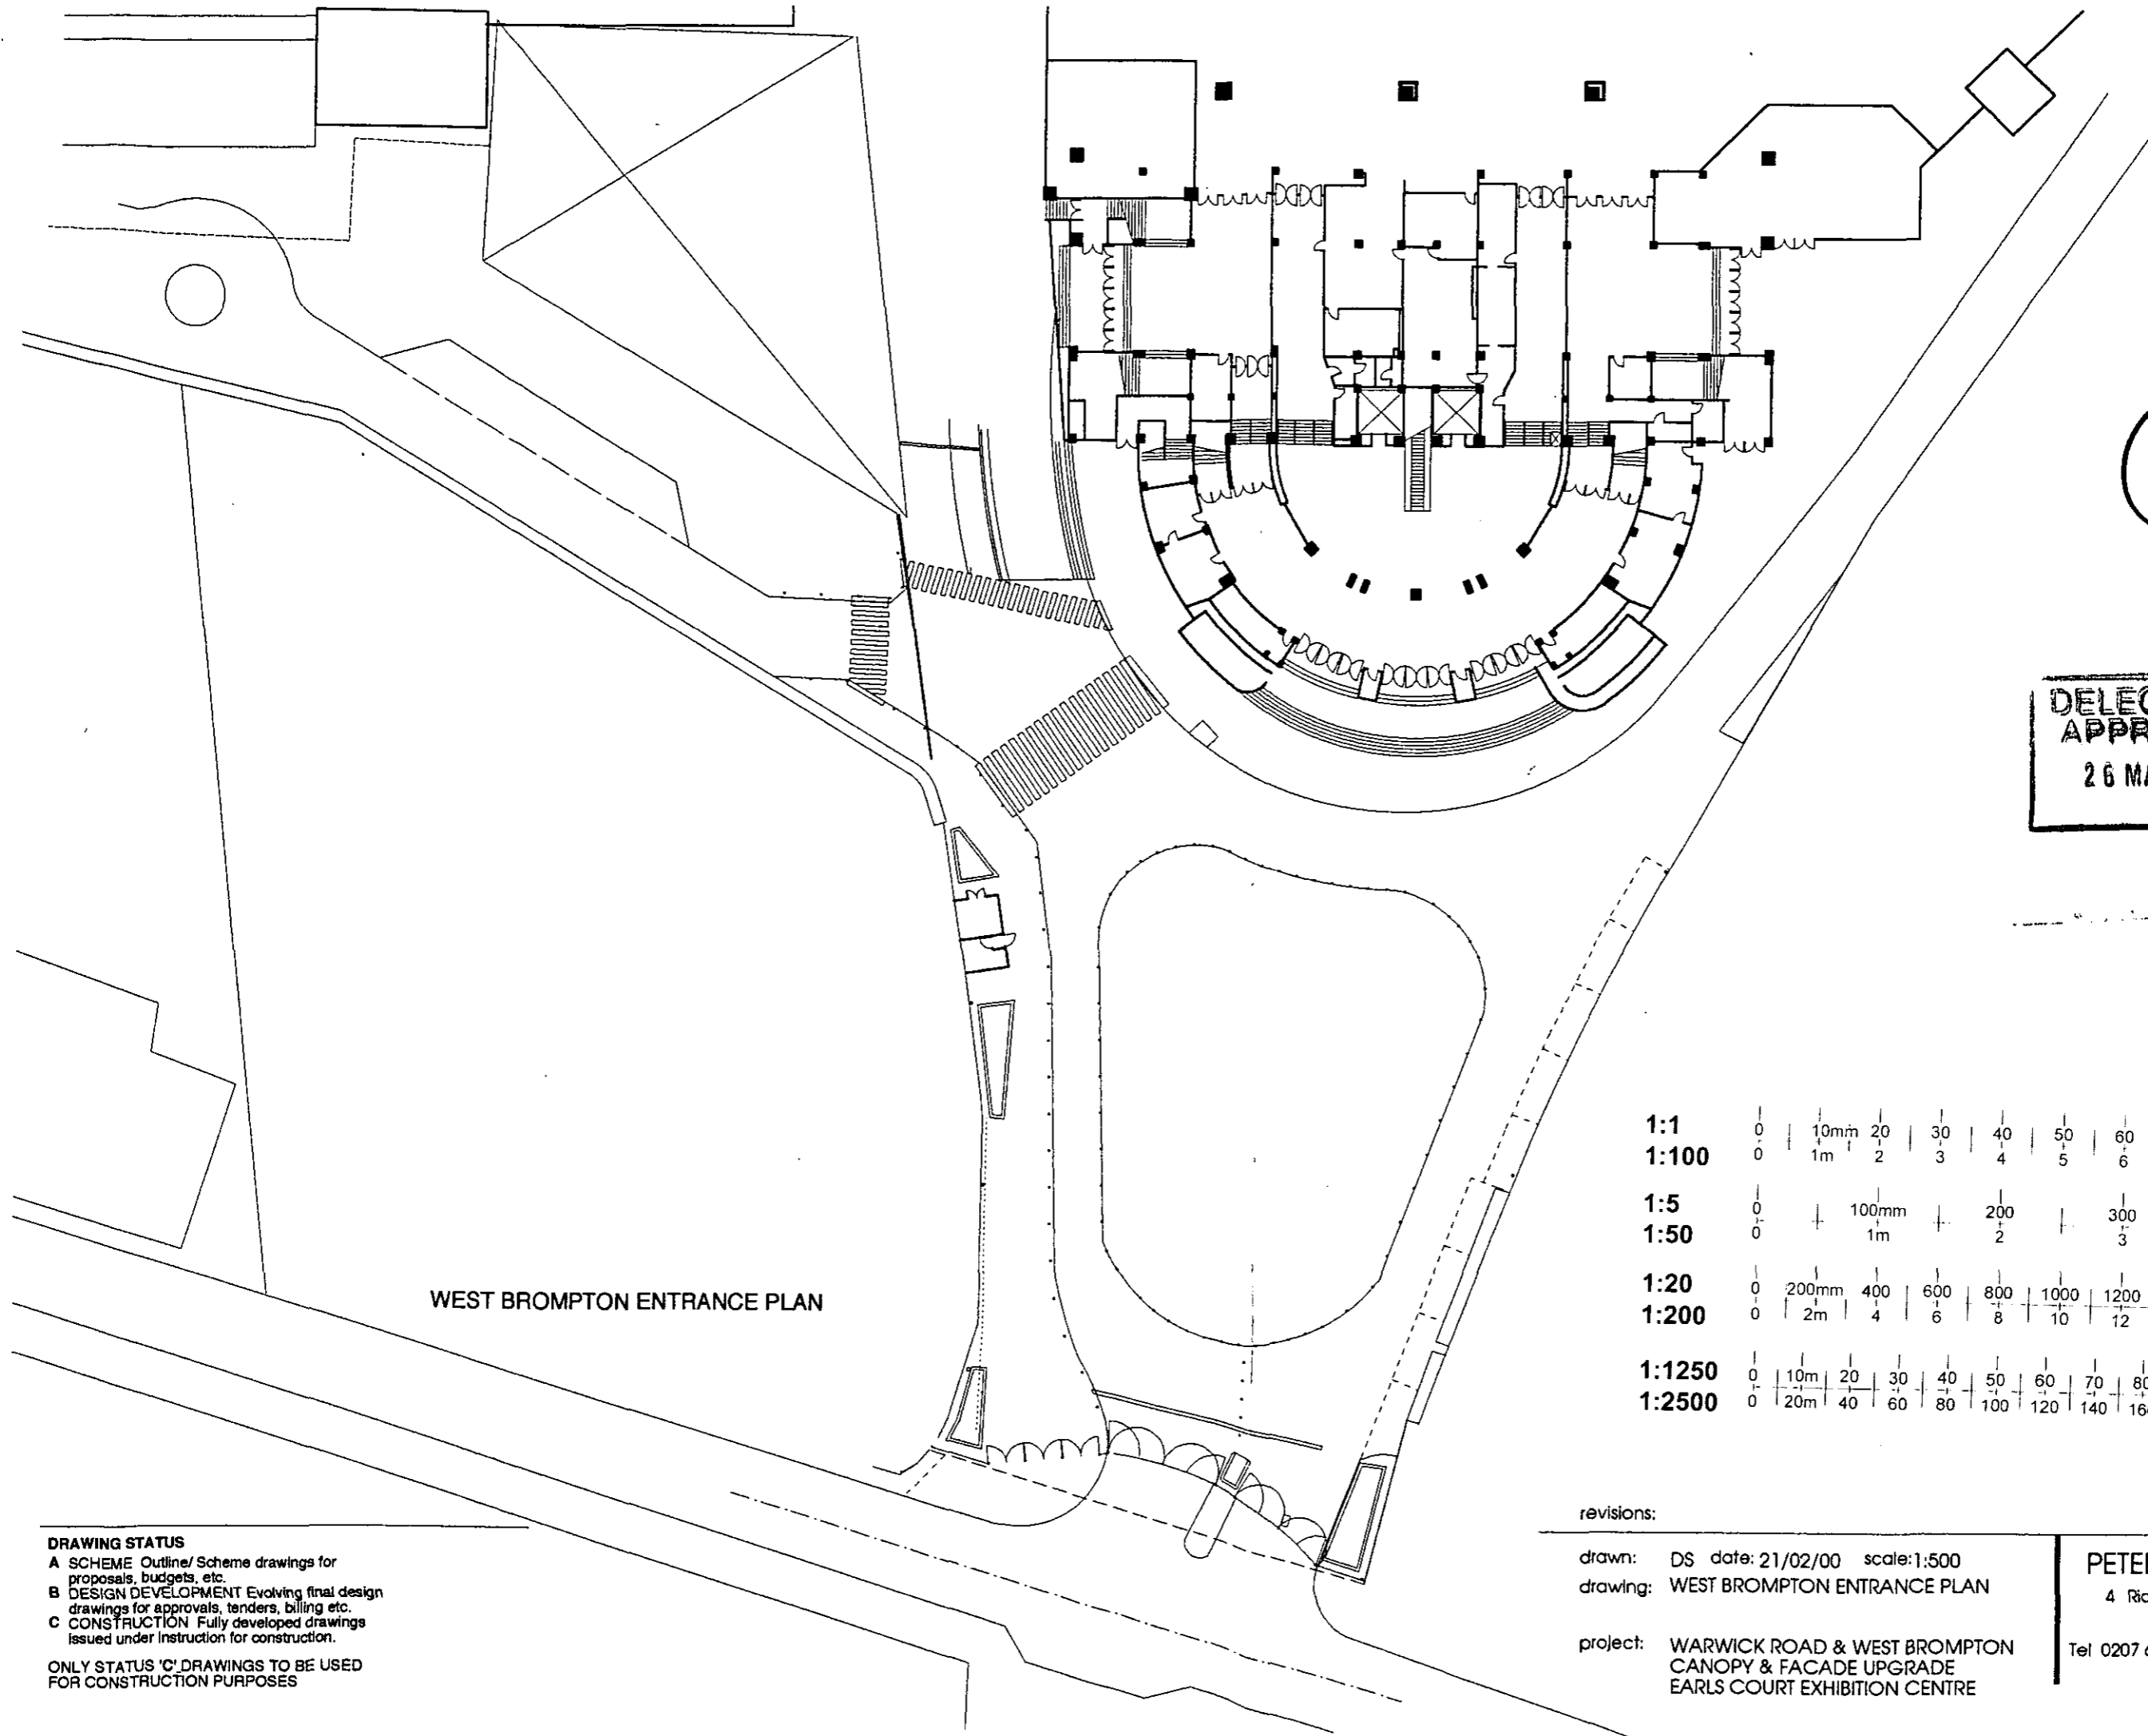 WEST BROMPTON ENTRANCE PLAN
26
1:1 0 10mm 20 30 40 50 60
1:100 0 1m 2 3 4 5 6
1:5 0 100mm 200 300
1:50 0 1m 2 3
1:20 0 200mm 400 600 800 1000 1200
1:200 0 2m 4 6 8 10 12
1:1250 0 10m 20 30 40 50 60 70 80
1:2500 0 20m 40 60 80 100 120 140
DRAWING STATUS
A SCHEME Outline/ Scheme drawings for
proposals, budgets, etc.
B DESIGN DEVELOPMENT Evolving final design
drawings for approvals, tenders, billing etc.
C CONSTRUCTION Fully developed drawings
issued under instruction for construction.
ONLY STATUS 'C' DRAWINGS TO BE USED
FOR CONSTRUCTION PURPOSES
revisions:
drawn: DS date: 21/02/00 scale:1:500
drawing: WEST BROMPTON ENTRANCE PLAN
project: WARWICK ROAD & WEST BROMPTON
CANOPY & FACADE UPGRADE
EARLS COURT EXHIBITION CENTRE
4
Tel 0207